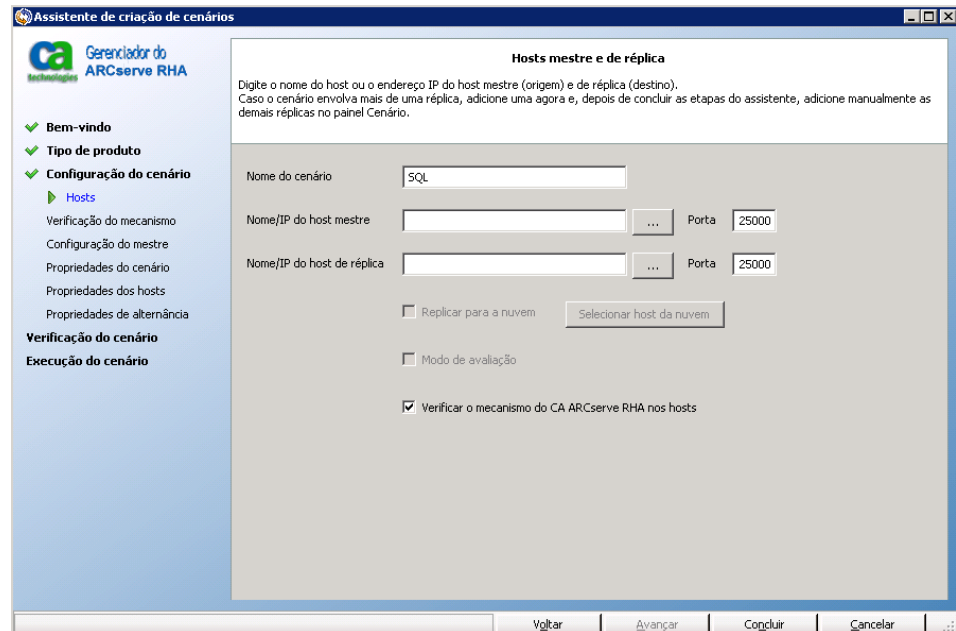 Assistente de criação de cenários
ca
technologies
Gerenciador do
ARCserve RHA
Bem-vindo
Tipo de produto
Configuração do cenário
Hosts
Verificação do mecanismo
Configuração do mestre
Propriedades do cenário
Propriedades dos hosts
Propriedades de alternância
Verificação do cenário
Execução do cenário
Hosts mestre e de réplica
Digite o nome do host ou o endereço IP do host mestre (origem) e de réplica (destino).
Caso o cenário envolva mais de uma réplica, adicione uma agora e, depois de concluir as etapas do assistente, adicione manualmente as
demais réplicas no painel Cenário.
Nome do cenário SQL
Nome/IP do host mestre ... Porta 25000
Nome/IP do host de réplica ... Porta 25000
Replicar para a nuvem Selecionar host da nuvem
Modo de avaliação
Verificar o mecanismo do CA ARCserve RHA nos hosts
Voltar Avançar Concluir Cancelar